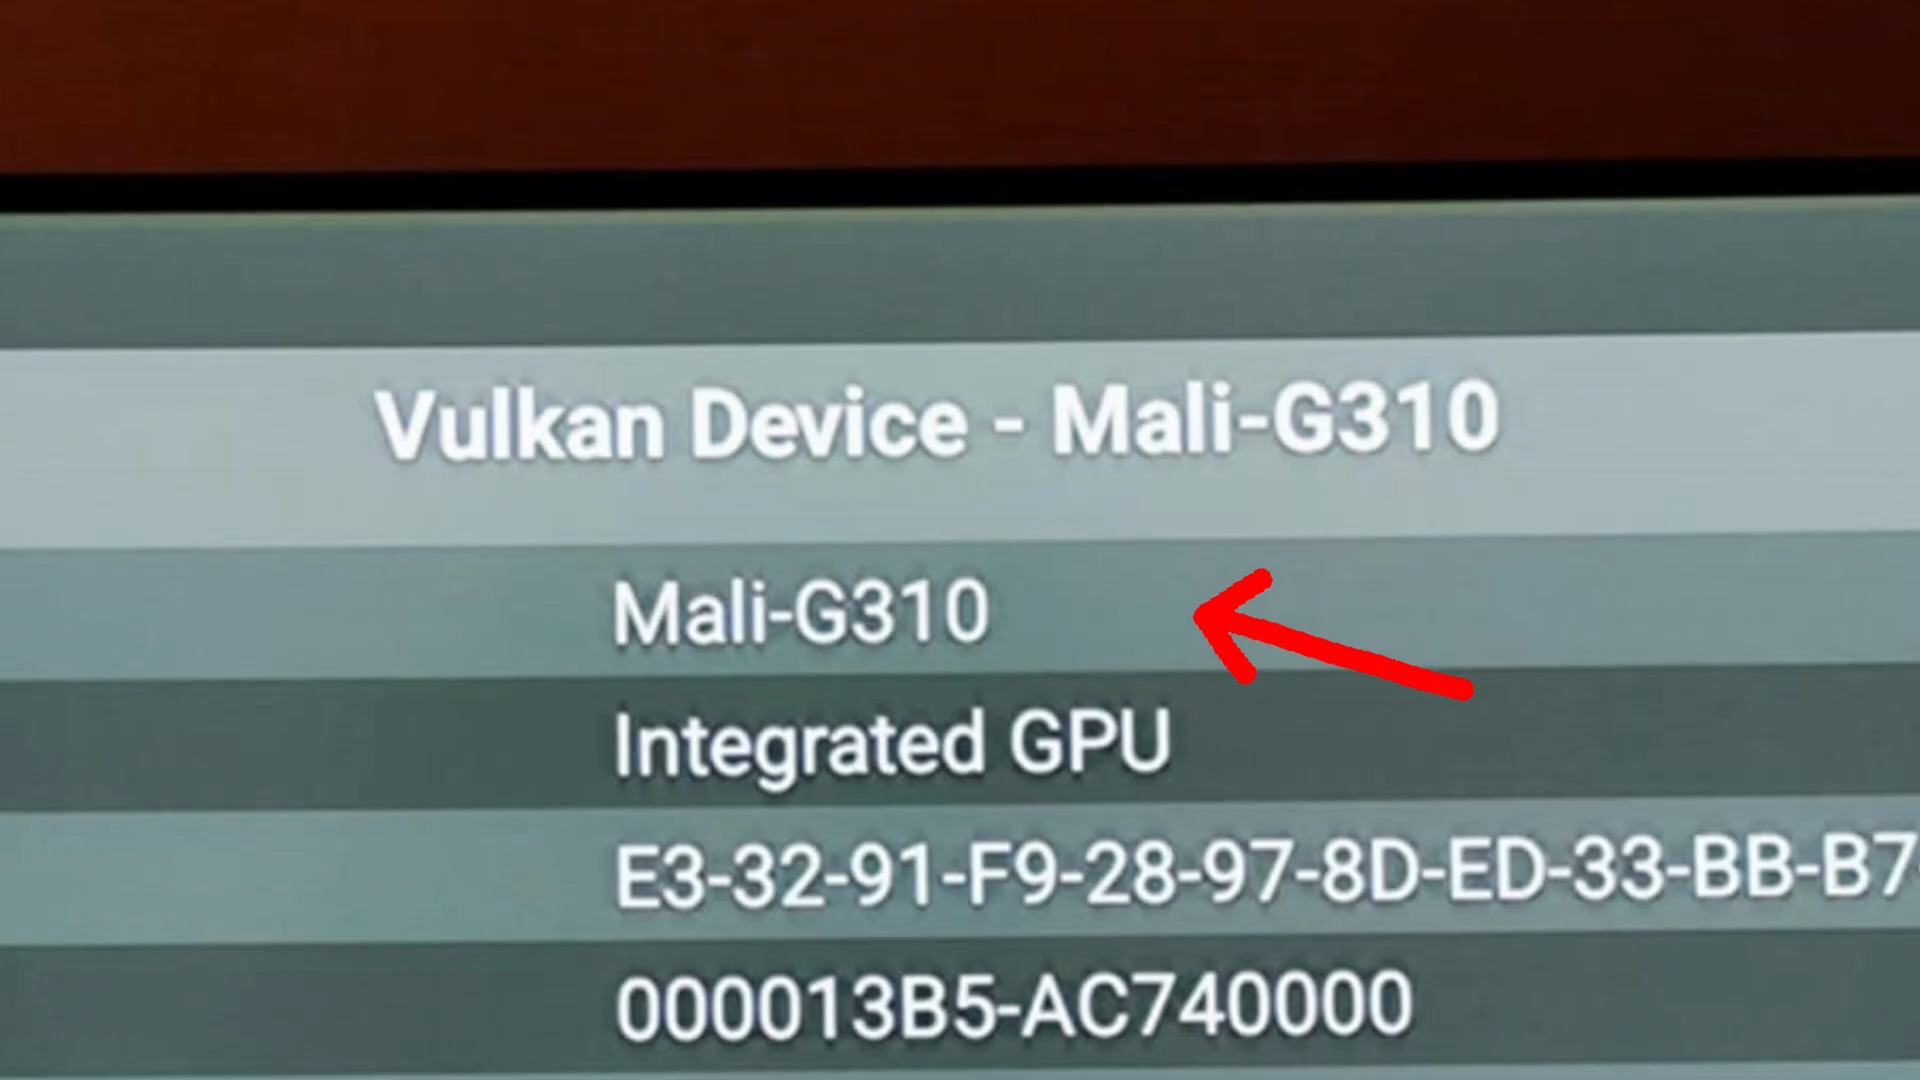 Vulkan Device - Mali-G310
Mali-G310
Integrated GPU
E3-32-91-F9-28-97-8D-ED-33-BB-B7-
000013B5-AC740000